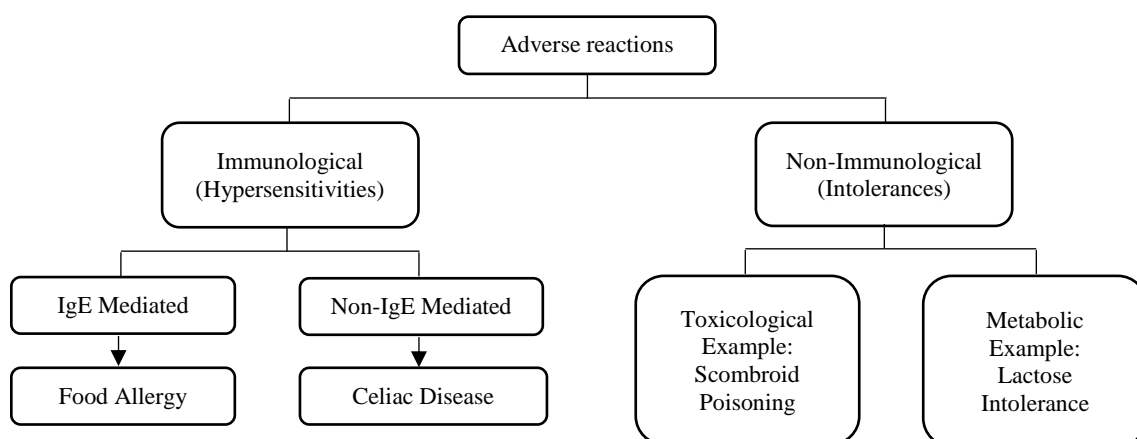 Adverse reactions
Immunological
(Hypersensitivities)
Non-Immunological
(Intolerances)
IgE Mediated
Non-IgE Mediated
Food Allergy
Celiac Disease
Toxicological
Example:
Scombroid
Poisoning
Metabolic
Example:
Lactose
Intolerance